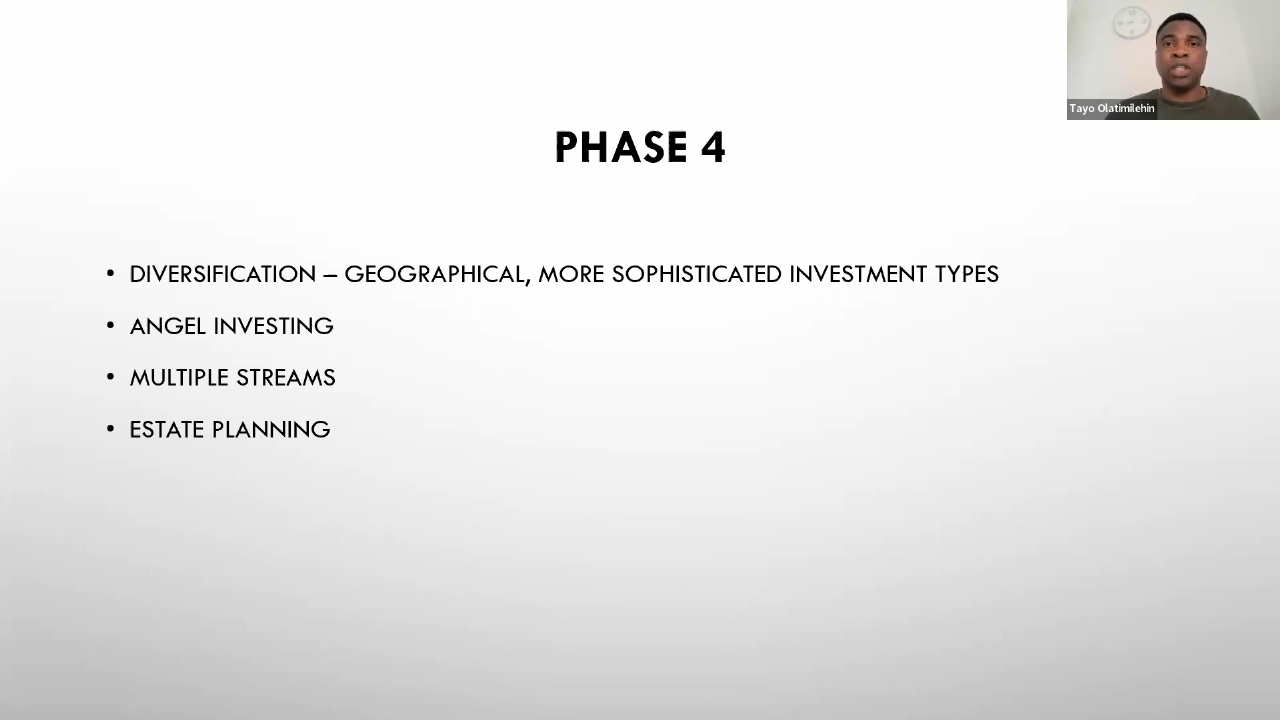 Tayo Olatimilehin
PHASE 4
• DIVERSIFICATION – GEOGRAPHICAL, MORE SOPHISTICATED INVESTMENT TYPES
• ANGEL INVESTING
• MULTIPLE STREAMS
• ESTATE PLANNING